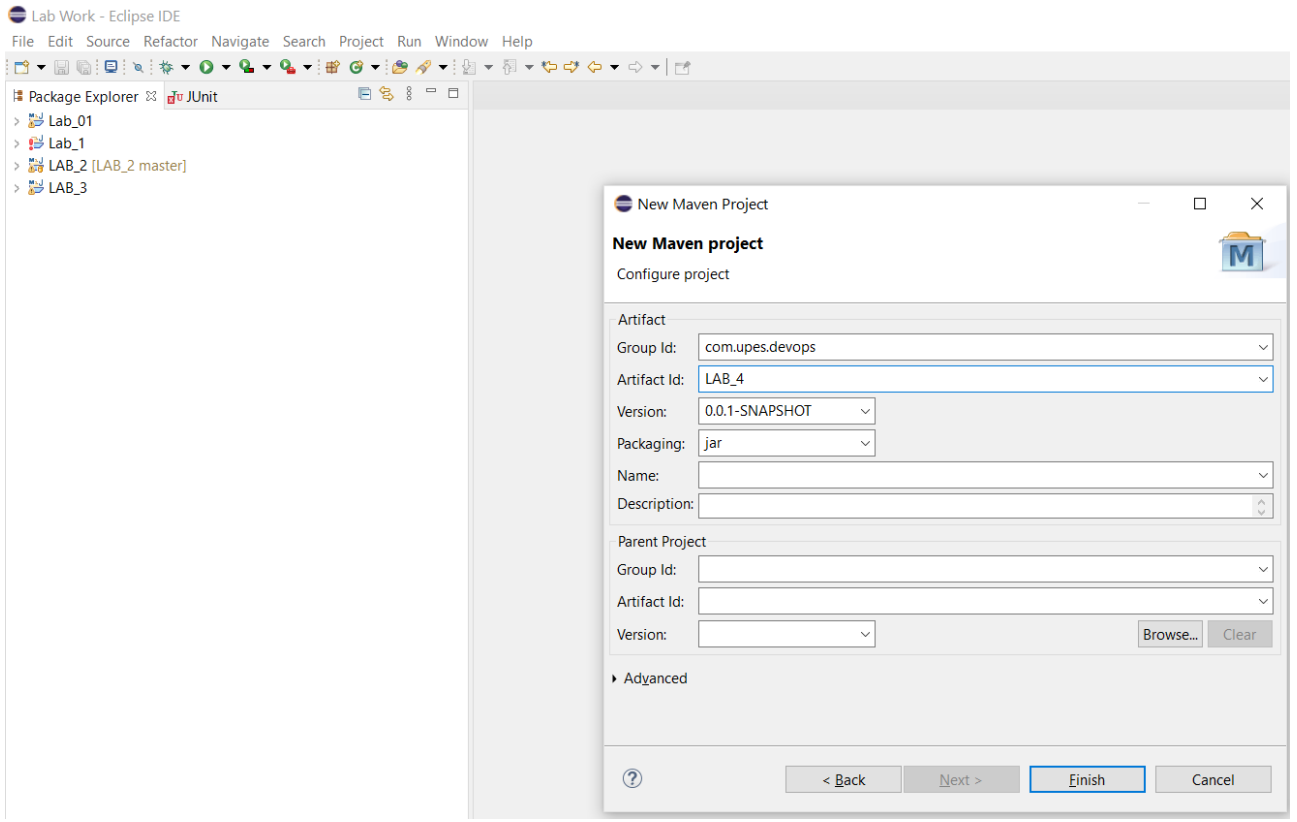 Lab Work - Eclipse IDE
File Edit Source Refactor Navigate Search Project Run Window Help
Package Explorer JUnit
Lab_01
Lab_1
LAB_2 [LAB_2 master]
LAB_3
New Maven Project
New Maven project
Configure project
M
Artifact
Group Id: com.upes.devops
Artifact Id: LAB_4
Version: 0.0.1-SNAPSHOT
Packaging: jar
Name:
Description:
Parent Project
Group Id:
Artifact Id:
Version: Browse... Clear
Advanced
? < Back Next > Finish Cancel